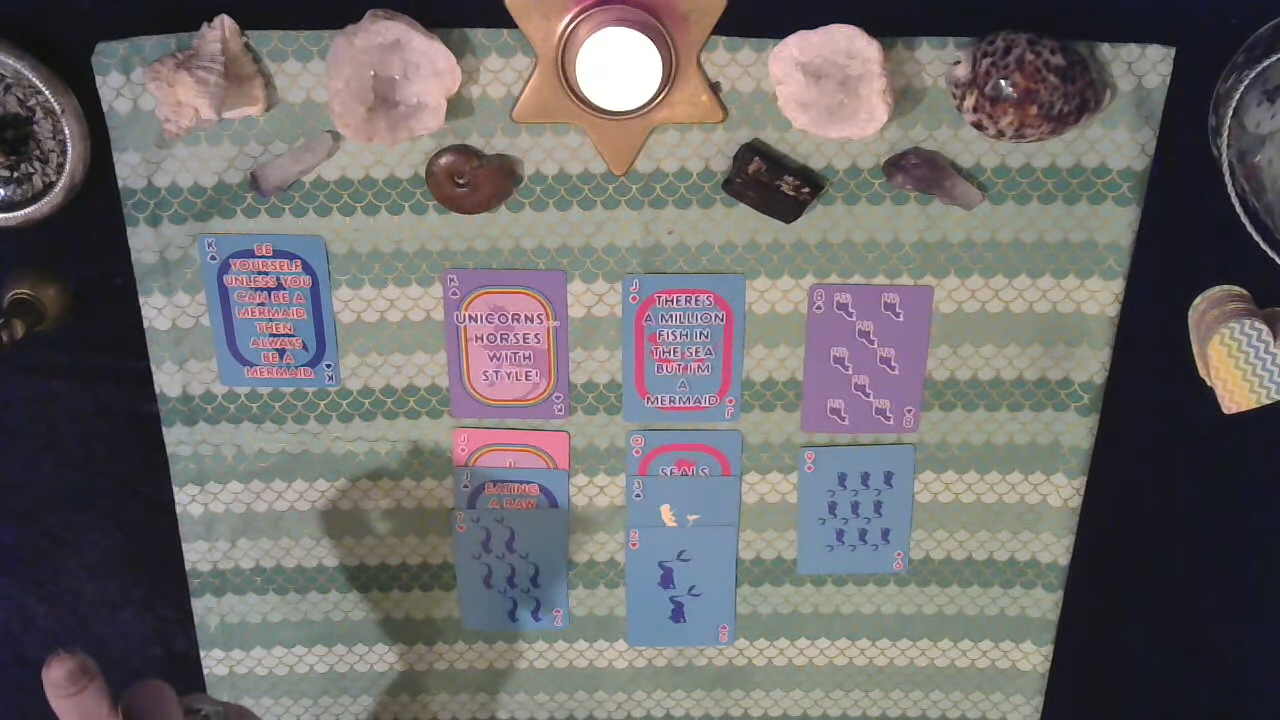 K
BE
YOURSELF
UNLESS YOU
CAN BE A
MERMAID
THEN
ALWAYS
BE A
MERMAID
K
K
UNICORNS...
HORSES
WITH
STYLE!
K
J
THERE'S
A MILLION
FISH IN
THE SEA
BUT I'M
A
MERMAID
J
8
8
J
J
EATING
A RAW
7
7
Q
SEALS
3
2
2
9
9